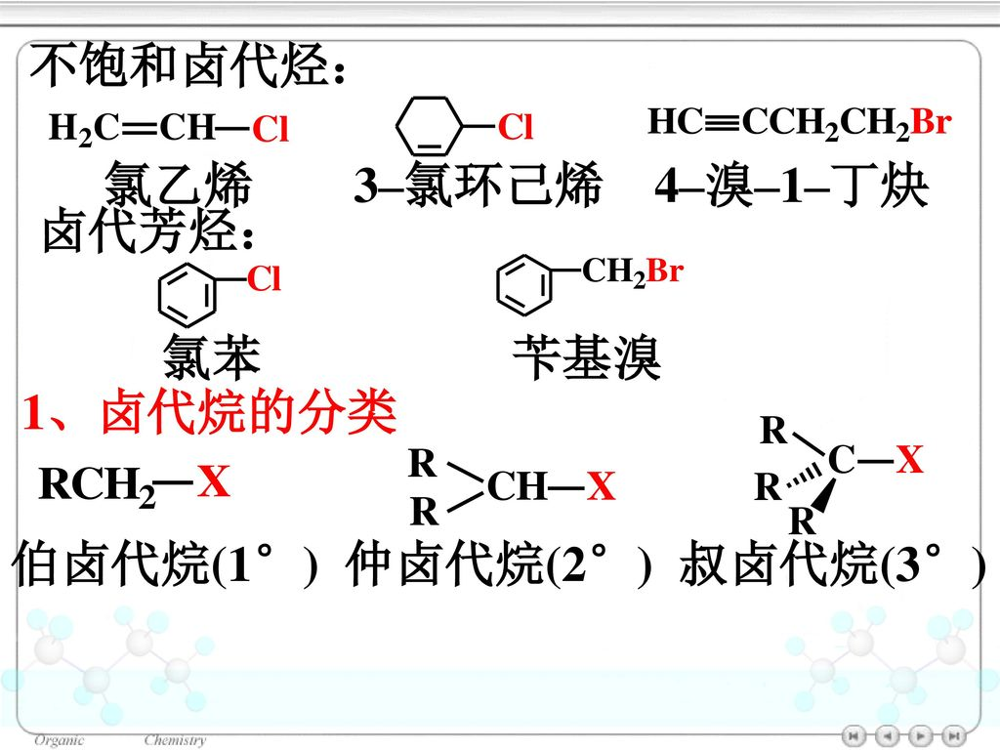 不饱和卤代烃：
H₂C═CH—Cl
Cl
HC≡CCH₂CH₂Br
氯乙烯 3–氯环己烯 4–溴–1–丁炔
卤代芳烃：
Cl
CH₂Br
氯苯 苄基溴
1、卤代烷的分类
RCH₂—X
R
R
CH—X
R
R
R
C—X
伯卤代烷(1°) 仲卤代烷(2°) 叔卤代烷(3°)
Organic Chemistry